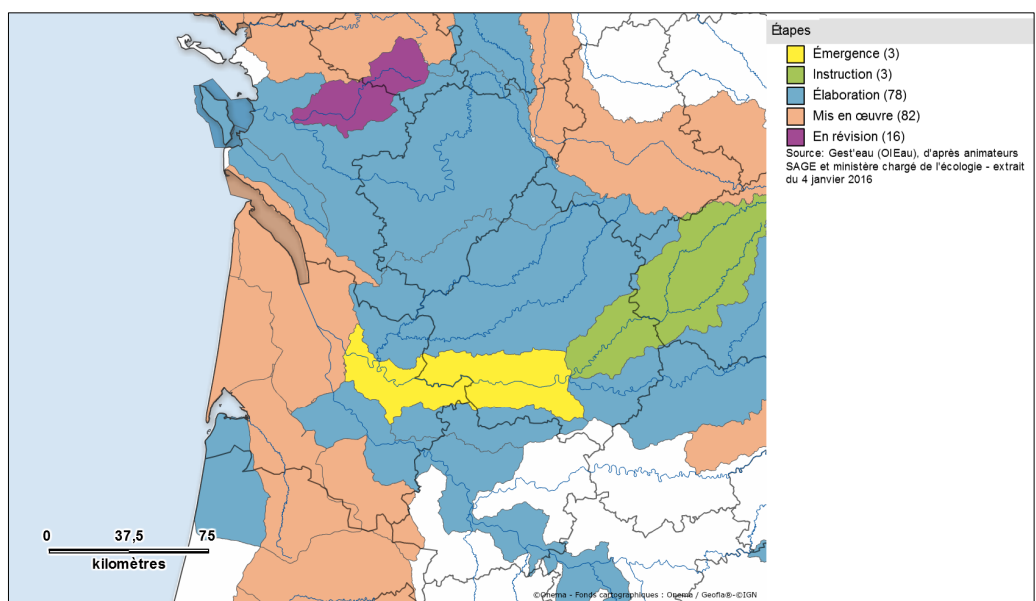 Étapes
Émergence (3)
Instruction (3)
Élaboration (78)
Mis en œuvre (82)
En révision (16)
Source: Gest'eau (OIEau), d'après animateurs
SAGE et ministère chargé de l'écologie - extrait
du 4 janvier 2016
0 37,5 75
kilomètres
©Onema - Fonds cartographiques : Onema / Geofla®-©IGN